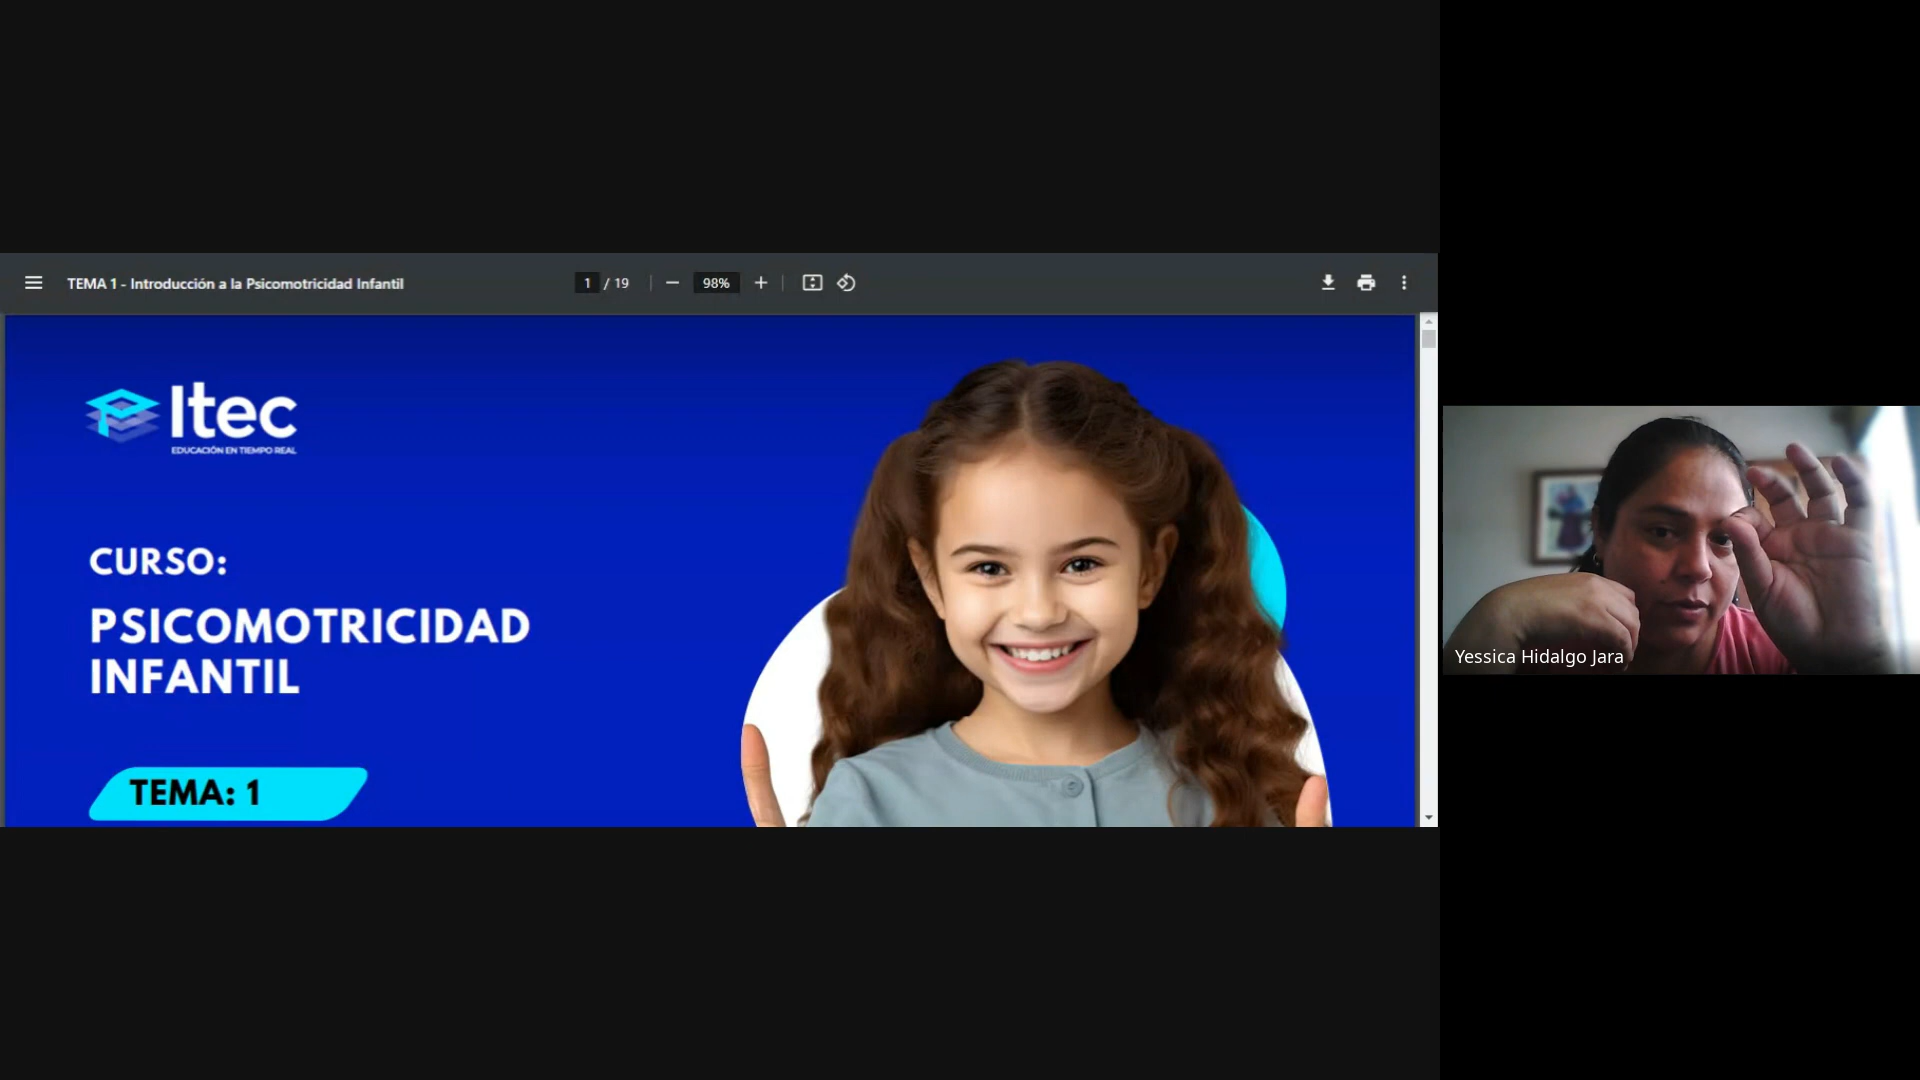 TEMA 1 - Introducción a la Psicomotricidad Infantil
1 / 19
98%
Itec
EDUCACIÓN EN TIEMPO REAL
CURSO:
PSICOMOTRICIDAD
INFANTIL
TEMA: 1
Yessica Hidalgo Jara